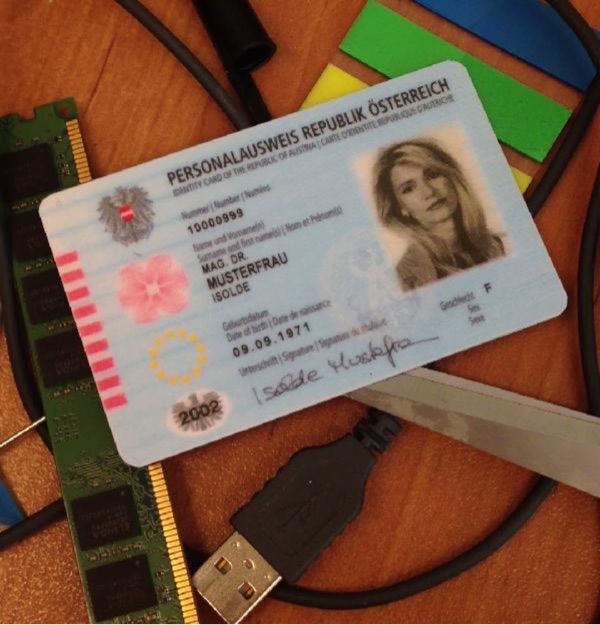 PERSONALAUSWEIS REPUBLIK ÖSTERREICH
IDENTITY CARD OF THE REPUBLIC OF AUSTRIA | CARTE D'IDENTITÉ RÉPUBLIQUE D'AUTRICHE
Nummer | Number | Numéro
10000999
Name und Vorname(n)
Surname and first name(s) | Nom et Prénom(s)
MAG. DR.
MUSTERFRAU
ISOLDE
Geburtsdatum
Date of birth | Date de naissance
09.09.1971
Geschlecht F
Sex
Sexe
Unterschrift | Signature | Signature du titulaire
Isolde Musterfra
2002